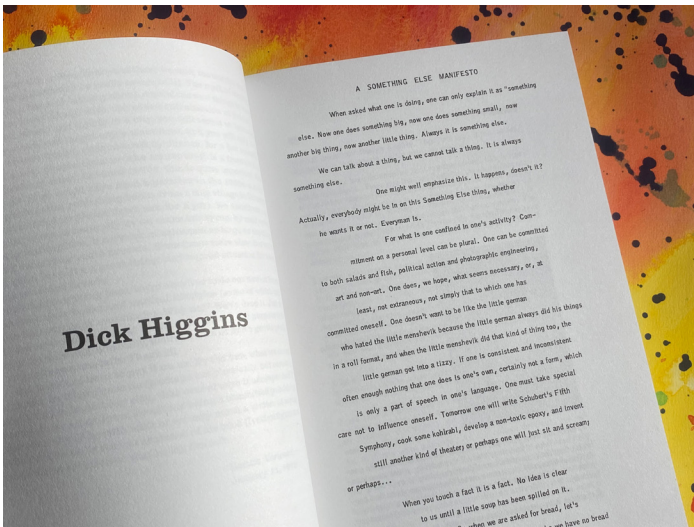 Dick Higgins
A SOMETHING ELSE MANIFESTO
When asked what one is doing, one can only explain it as "something
else. Now one does something big, now one does something small, now
another big thing, now another little thing. Always it is something else.
We can talk about a thing, but we cannot talk a thing. It is always
something else.
One might well emphasize this. It happens, doesn't it?
Actually, everybody might be in on this Something Else thing, whether
he wants it or not. Everyman is.
For what is one confined in one's activity? Com-
mitment on a personal level can be plural. One can be committed
to both salads and fish, political action and photographic engineering,
art and non-art. One does, we hope, what seems necessary, or, at
least, not extraneous, not simply that to which one has
committed oneself. One doesn't want to be like the little german
who hated the little menshevik because the little german always did his things
in a roll format, and when the little menshevik did that kind of thing too, the
little german got into a tizzy. If one is consistent and inconsistent
often enough nothing that one does is one's own, certainly not a form, which
is only a part of speech in one's language. One must take special
care not to influence oneself. Tomorrow one will write Schubert's Fifth
Symphony, cook some kohlrabi, develop a non-toxic epoxy, and invent
still another kind of theater; or perhaps one will just sit and scream;
or perhaps...
When you touch a fact it is a fact. No idea is clear
to us until a little soup has been spilled on it.
when we are asked for bread, let's
we have no bread